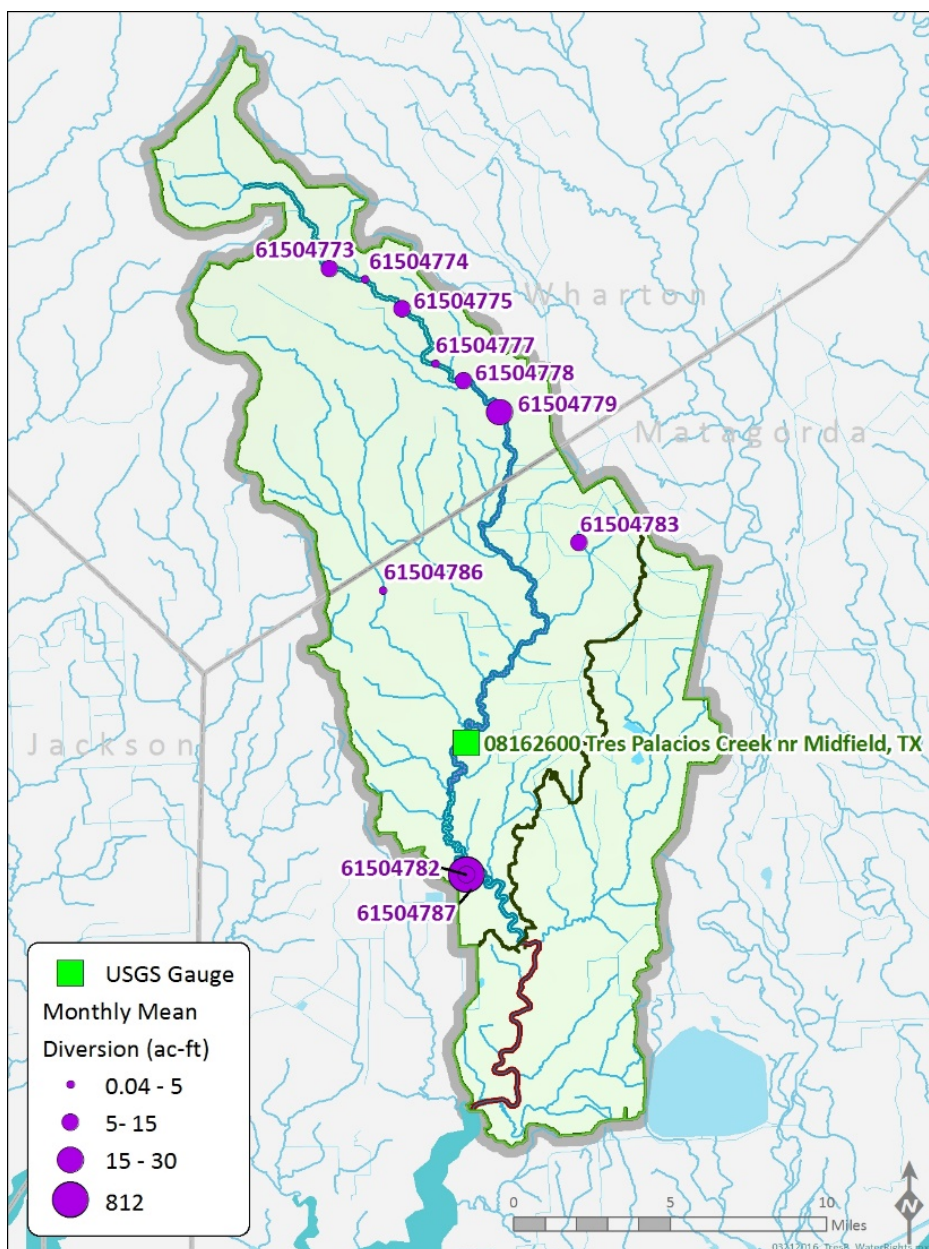 61504773
61504774
61504775
Wharton
61504777
61504778
61504779
Matagorda
61504783
61504786
Jackson
08162600 Tres Palacios Creek nr Midfield, TX
61504782
61504787
USGS Gauge
Monthly Mean
Diversion (ac-ft)
0.04 - 5
5- 15
15 - 30
812
0 5 10
Miles
N